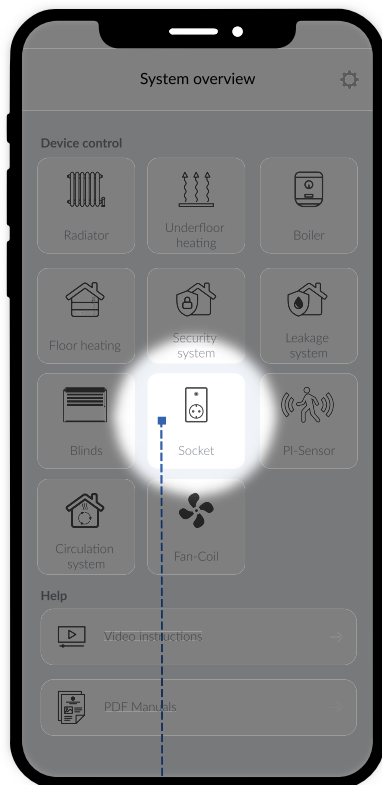 System overview
Device control
Radiator
Underfloor
heating
Boiler
Floor heating
Security
system
Leakage
system
Blinds
Socket
PI-Sensor
Circulation
system
Fan-Coil
Help
Video instructions
PDF Manuals